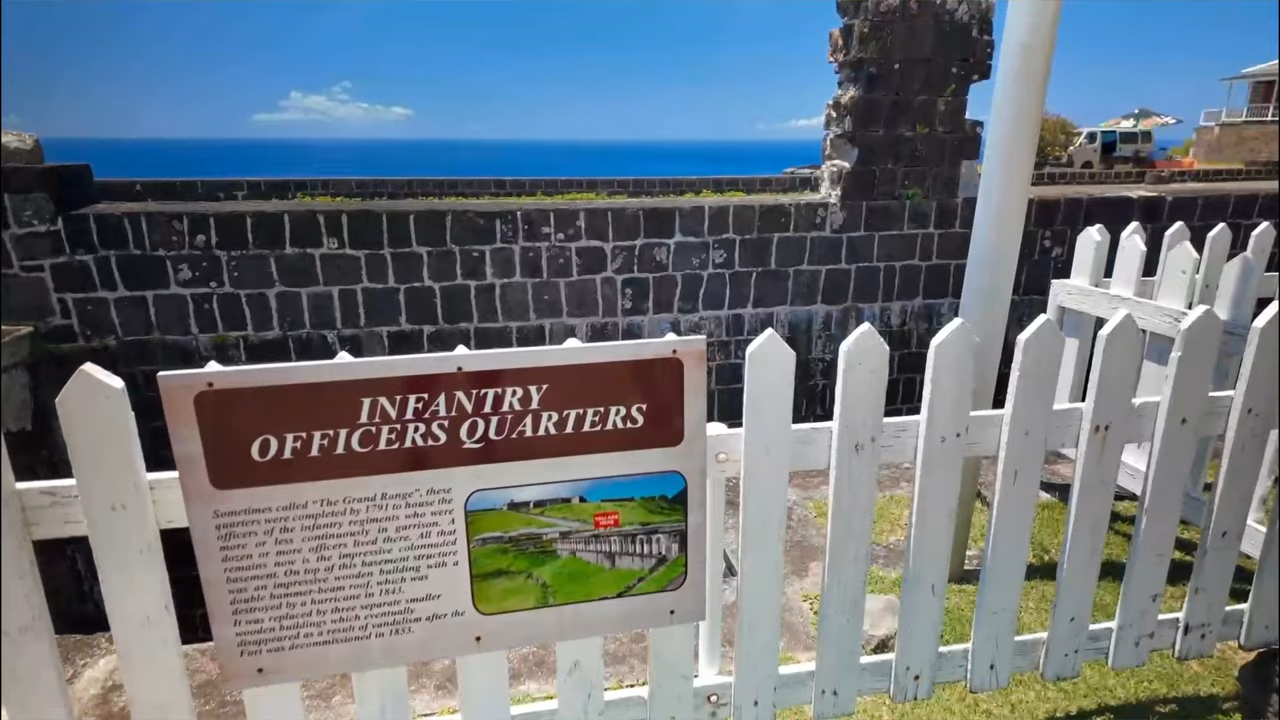 INFANTRY
OFFICERS QUARTERS
Sometimes called "The Grand Range", these
quarters were completed by 1791 to house the
officers of the infantry regiments who were
more or less continuously in garrison. A
dozen or more officers lived there. All that
remains now is the impressive colonnaded
basement. On top of this basement structure
was an impressive wooden building with a
double hammer-beam roof, which was
destroyed by a hurricane in 1843.
It was replaced by three separate smaller
wooden buildings which eventually
disappeared as a result of vandalism after the
Fort was decommissioned in 1853.
YOU ARE
HERE